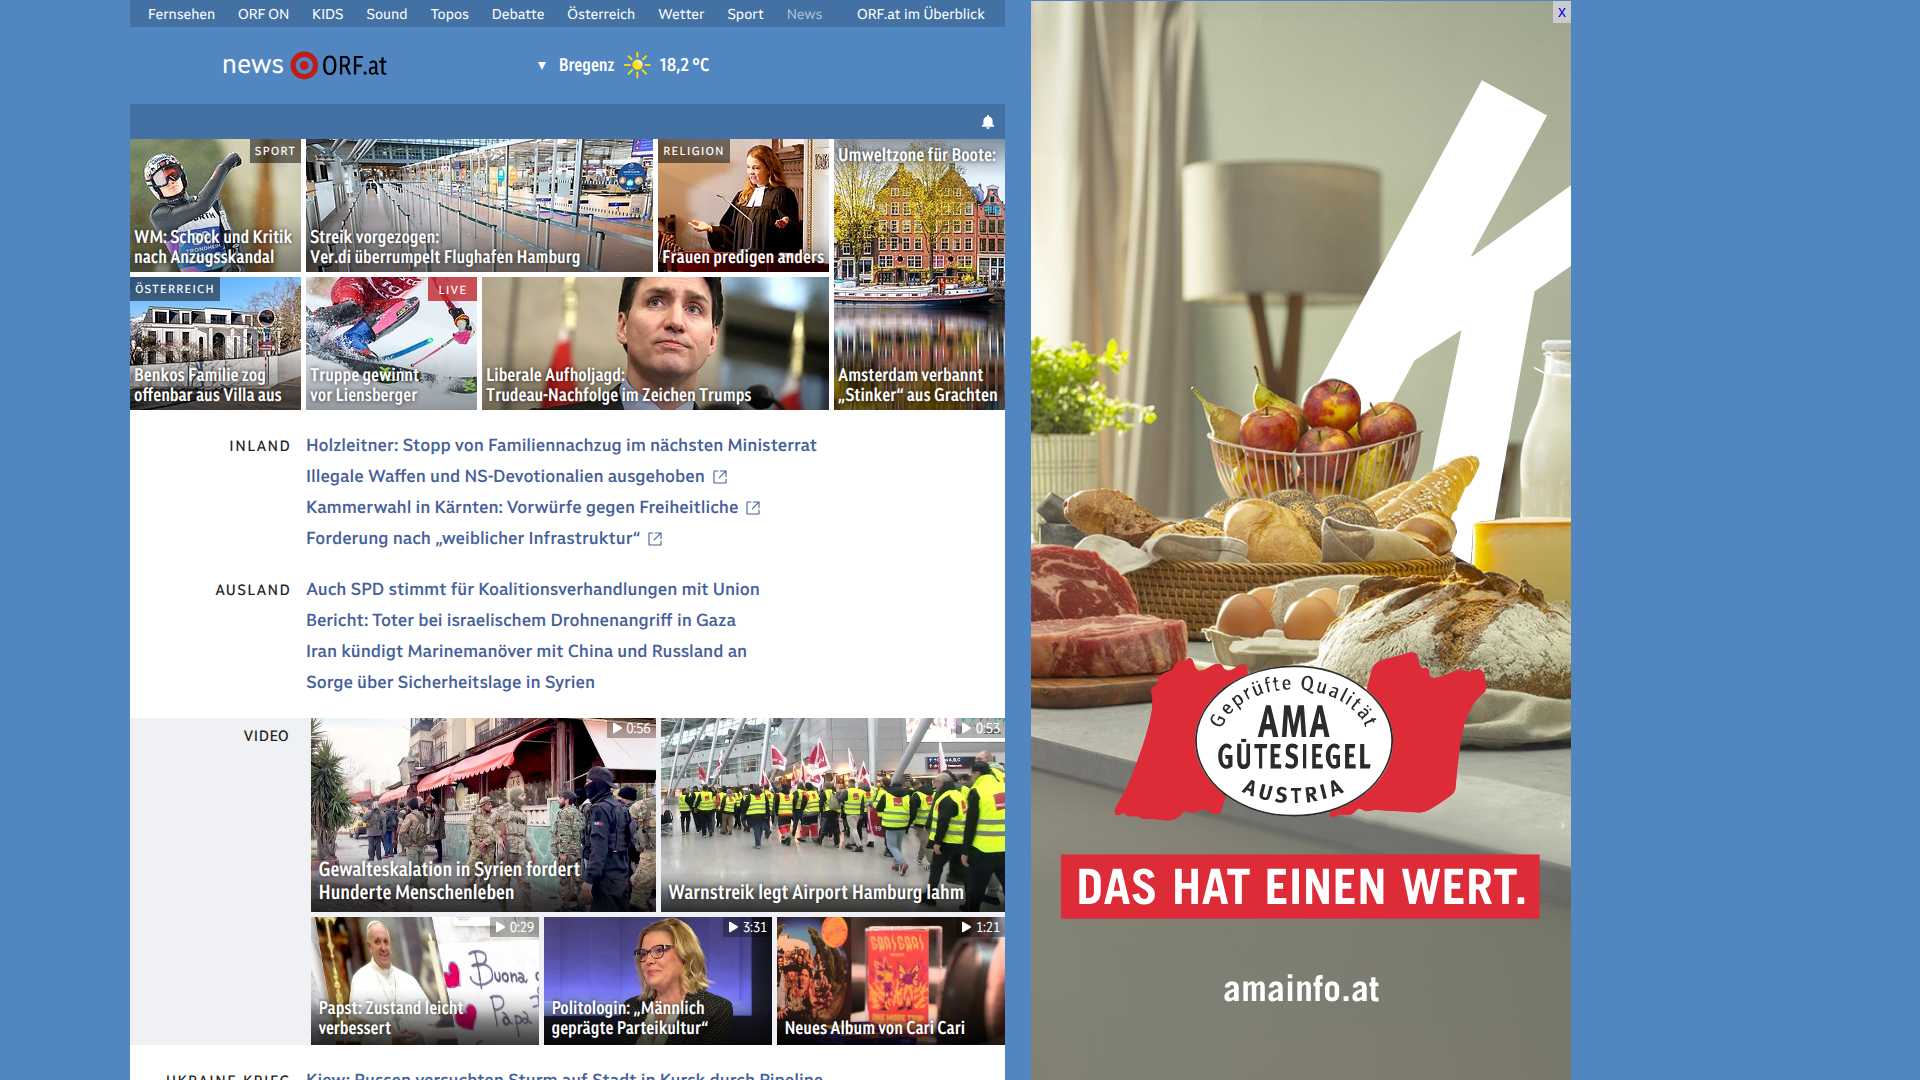 Fernsehen ORF ON KIDS Sound Topos Debatte Österreich Wetter Sport News ORF.at im Überblick
news ORF.at
Bregenz 18,2 °C
SPORT
WM: Schock und Kritik
nach Anzugsskandal
Streik vorgezogen:
Ver.di überrumpelt Flughafen Hamburg
RELIGION
Frauen predigen anders
Umweltzone für Boote:
Amsterdam verbannt
„Stinker“ aus Grachten
ÖSTERREICH
Benkos Familie zog
offenbar aus Villa aus
LIVE
Truppe gewinnt
vor Liensberger
Liberale Aufholjagd:
Trudeau-Nachfolge im Zeichen Trumps
INLAND
Holzleitner: Stopp von Familiennachzug im nächsten Ministerrat
Illegale Waffen und NS-Devotionalien ausgehoben
Kammerwahl in Kärnten: Vorwürfe gegen Freiheitliche
Forderung nach „weiblicher Infrastruktur“
AUSLAND
Auch SPD stimmt für Koalitionsverhandlungen mit Union
Bericht: Toter bei israelischem Drohnenangriff in Gaza
Iran kündigt Marinemanöver mit China und Russland an
Sorge über Sicherheitslage in Syrien
VIDEO
0:56
Gewalteskalation in Syrien fordert
Hunderte Menschenleben
0:53
Warnstreik legt Airport Hamburg lahm
0:29
Buona
Papa
Papst: Zustand leicht
verbessert
3:31
Politologin: „Männlich
geprägte Parteikultur“
1:21
Neues Album von Cari Cari
UKRAINE-KRIEG
Kiew: Russen versuchten Sturm auf Stadt in Kursk durch Pipeline
X
Geprüfte Qualität
AMA
GÜTESIEGEL
AUSTRIA
DAS HAT EINEN WERT.
amainfo.at